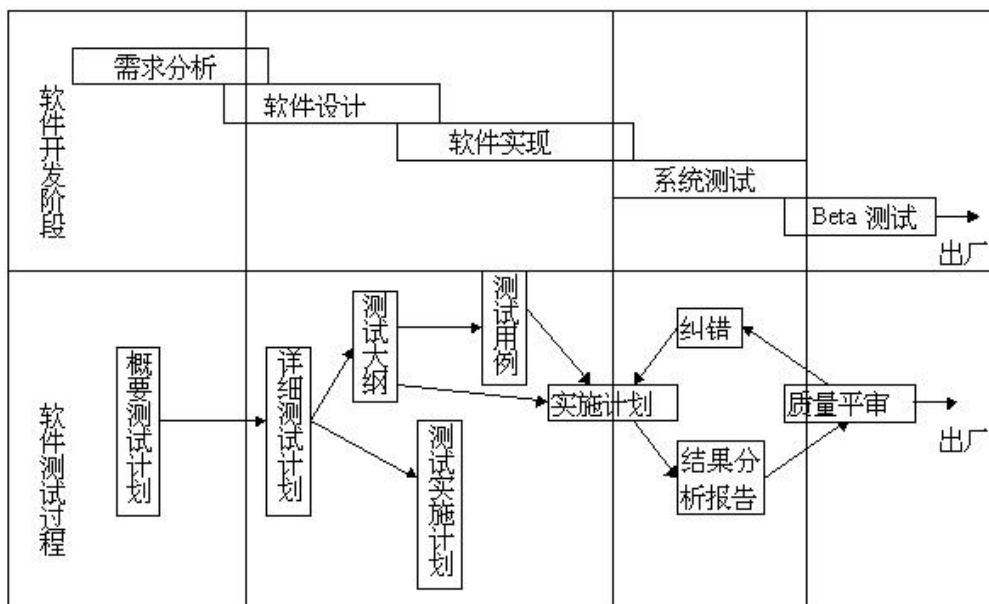 软件开发阶段
需求分析
软件设计
软件实现
系统测试
Beta 测试
出厂
软件测试过程
概要测试计划
详细测试计划
测试大纲
测试实施计划
测试用例
实施计划
纠错
结果分
析报告
质量平审
出厂